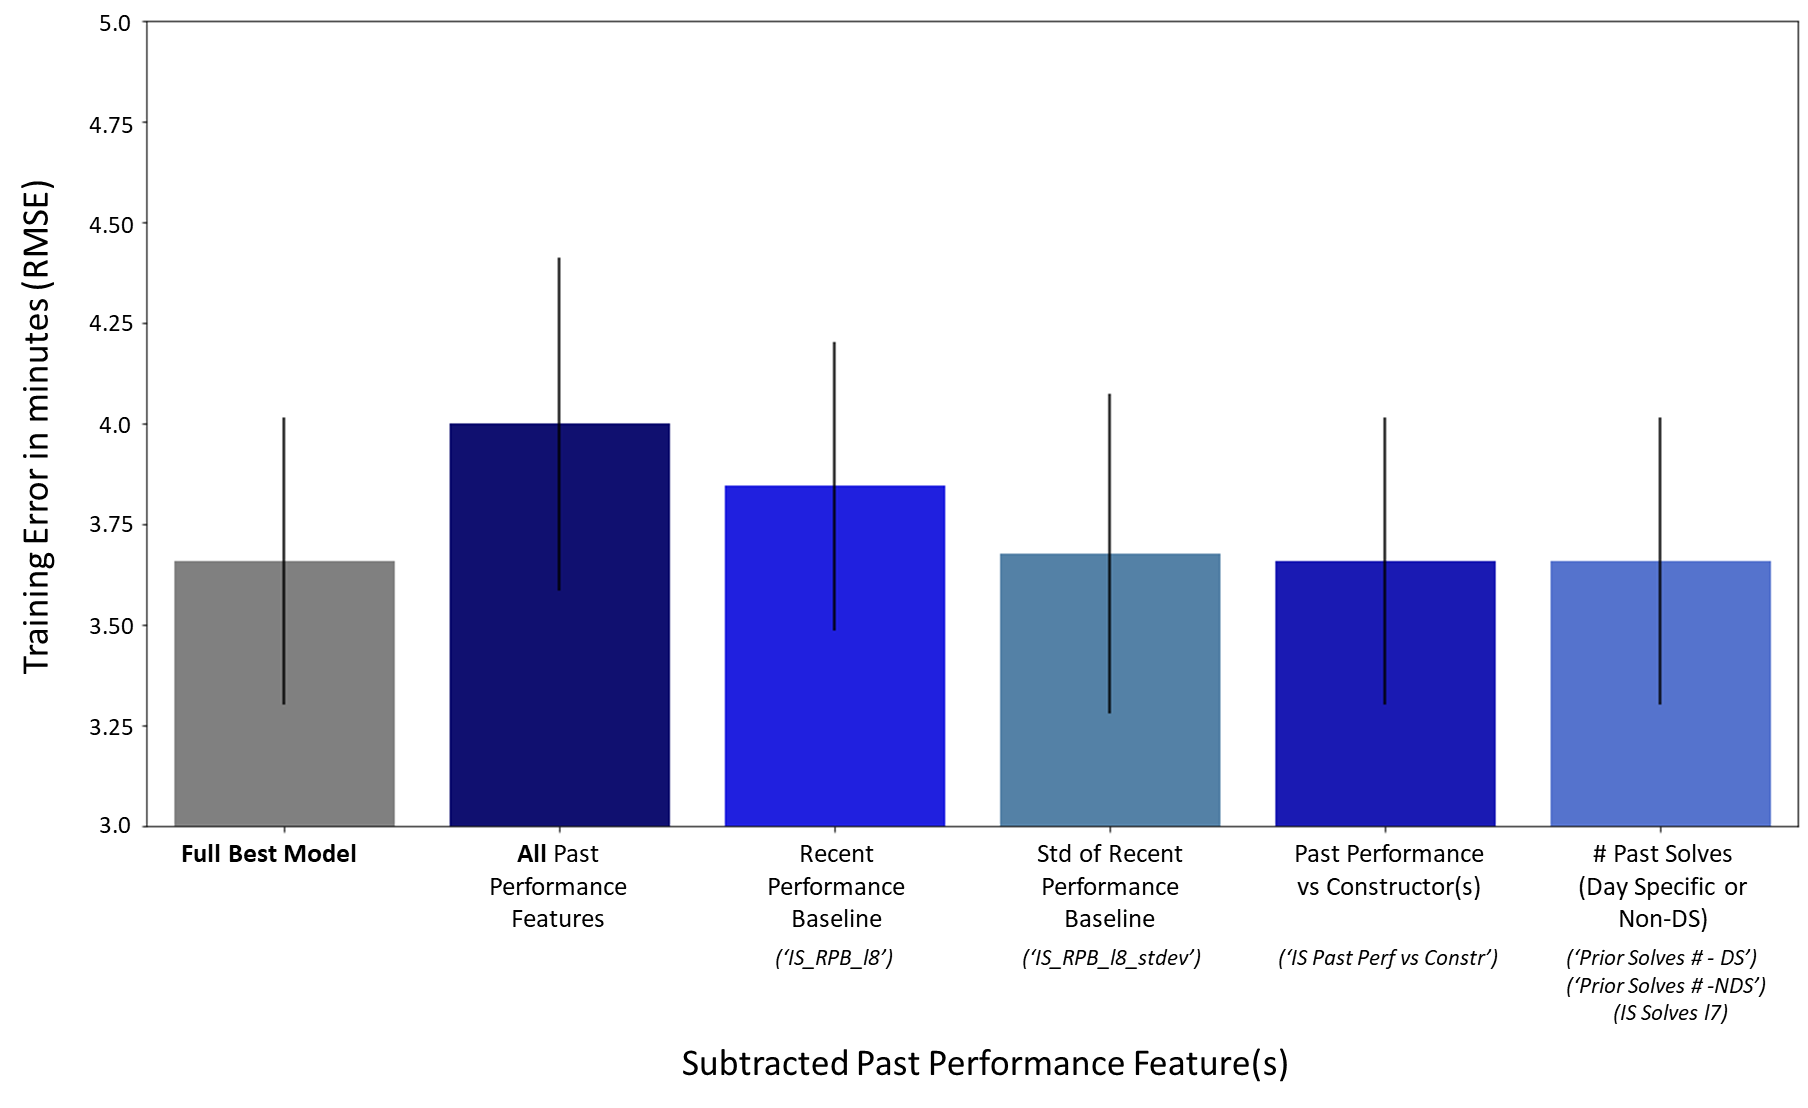 Training Error in minutes (RMSE)
5.0
4.75
4.50
4.25
4.0
3.75
3.50
3.25
3.0
Full Best Model
All Past
Performance
Features
Recent
Performance
Baseline
(‘IS_RPB_l8’)
Std of Recent
Performance
Baseline
(‘IS_RPB_l8_stdev’)
Past Performance
vs Constructor(s)
(‘IS Past Perf vs Constr’)
# Past Solves
(Day Specific or
Non-DS)
(‘Prior Solves # - DS’)
(‘Prior Solves # -NDS’)
(IS Solves l7)
Subtracted Past Performance Feature(s)